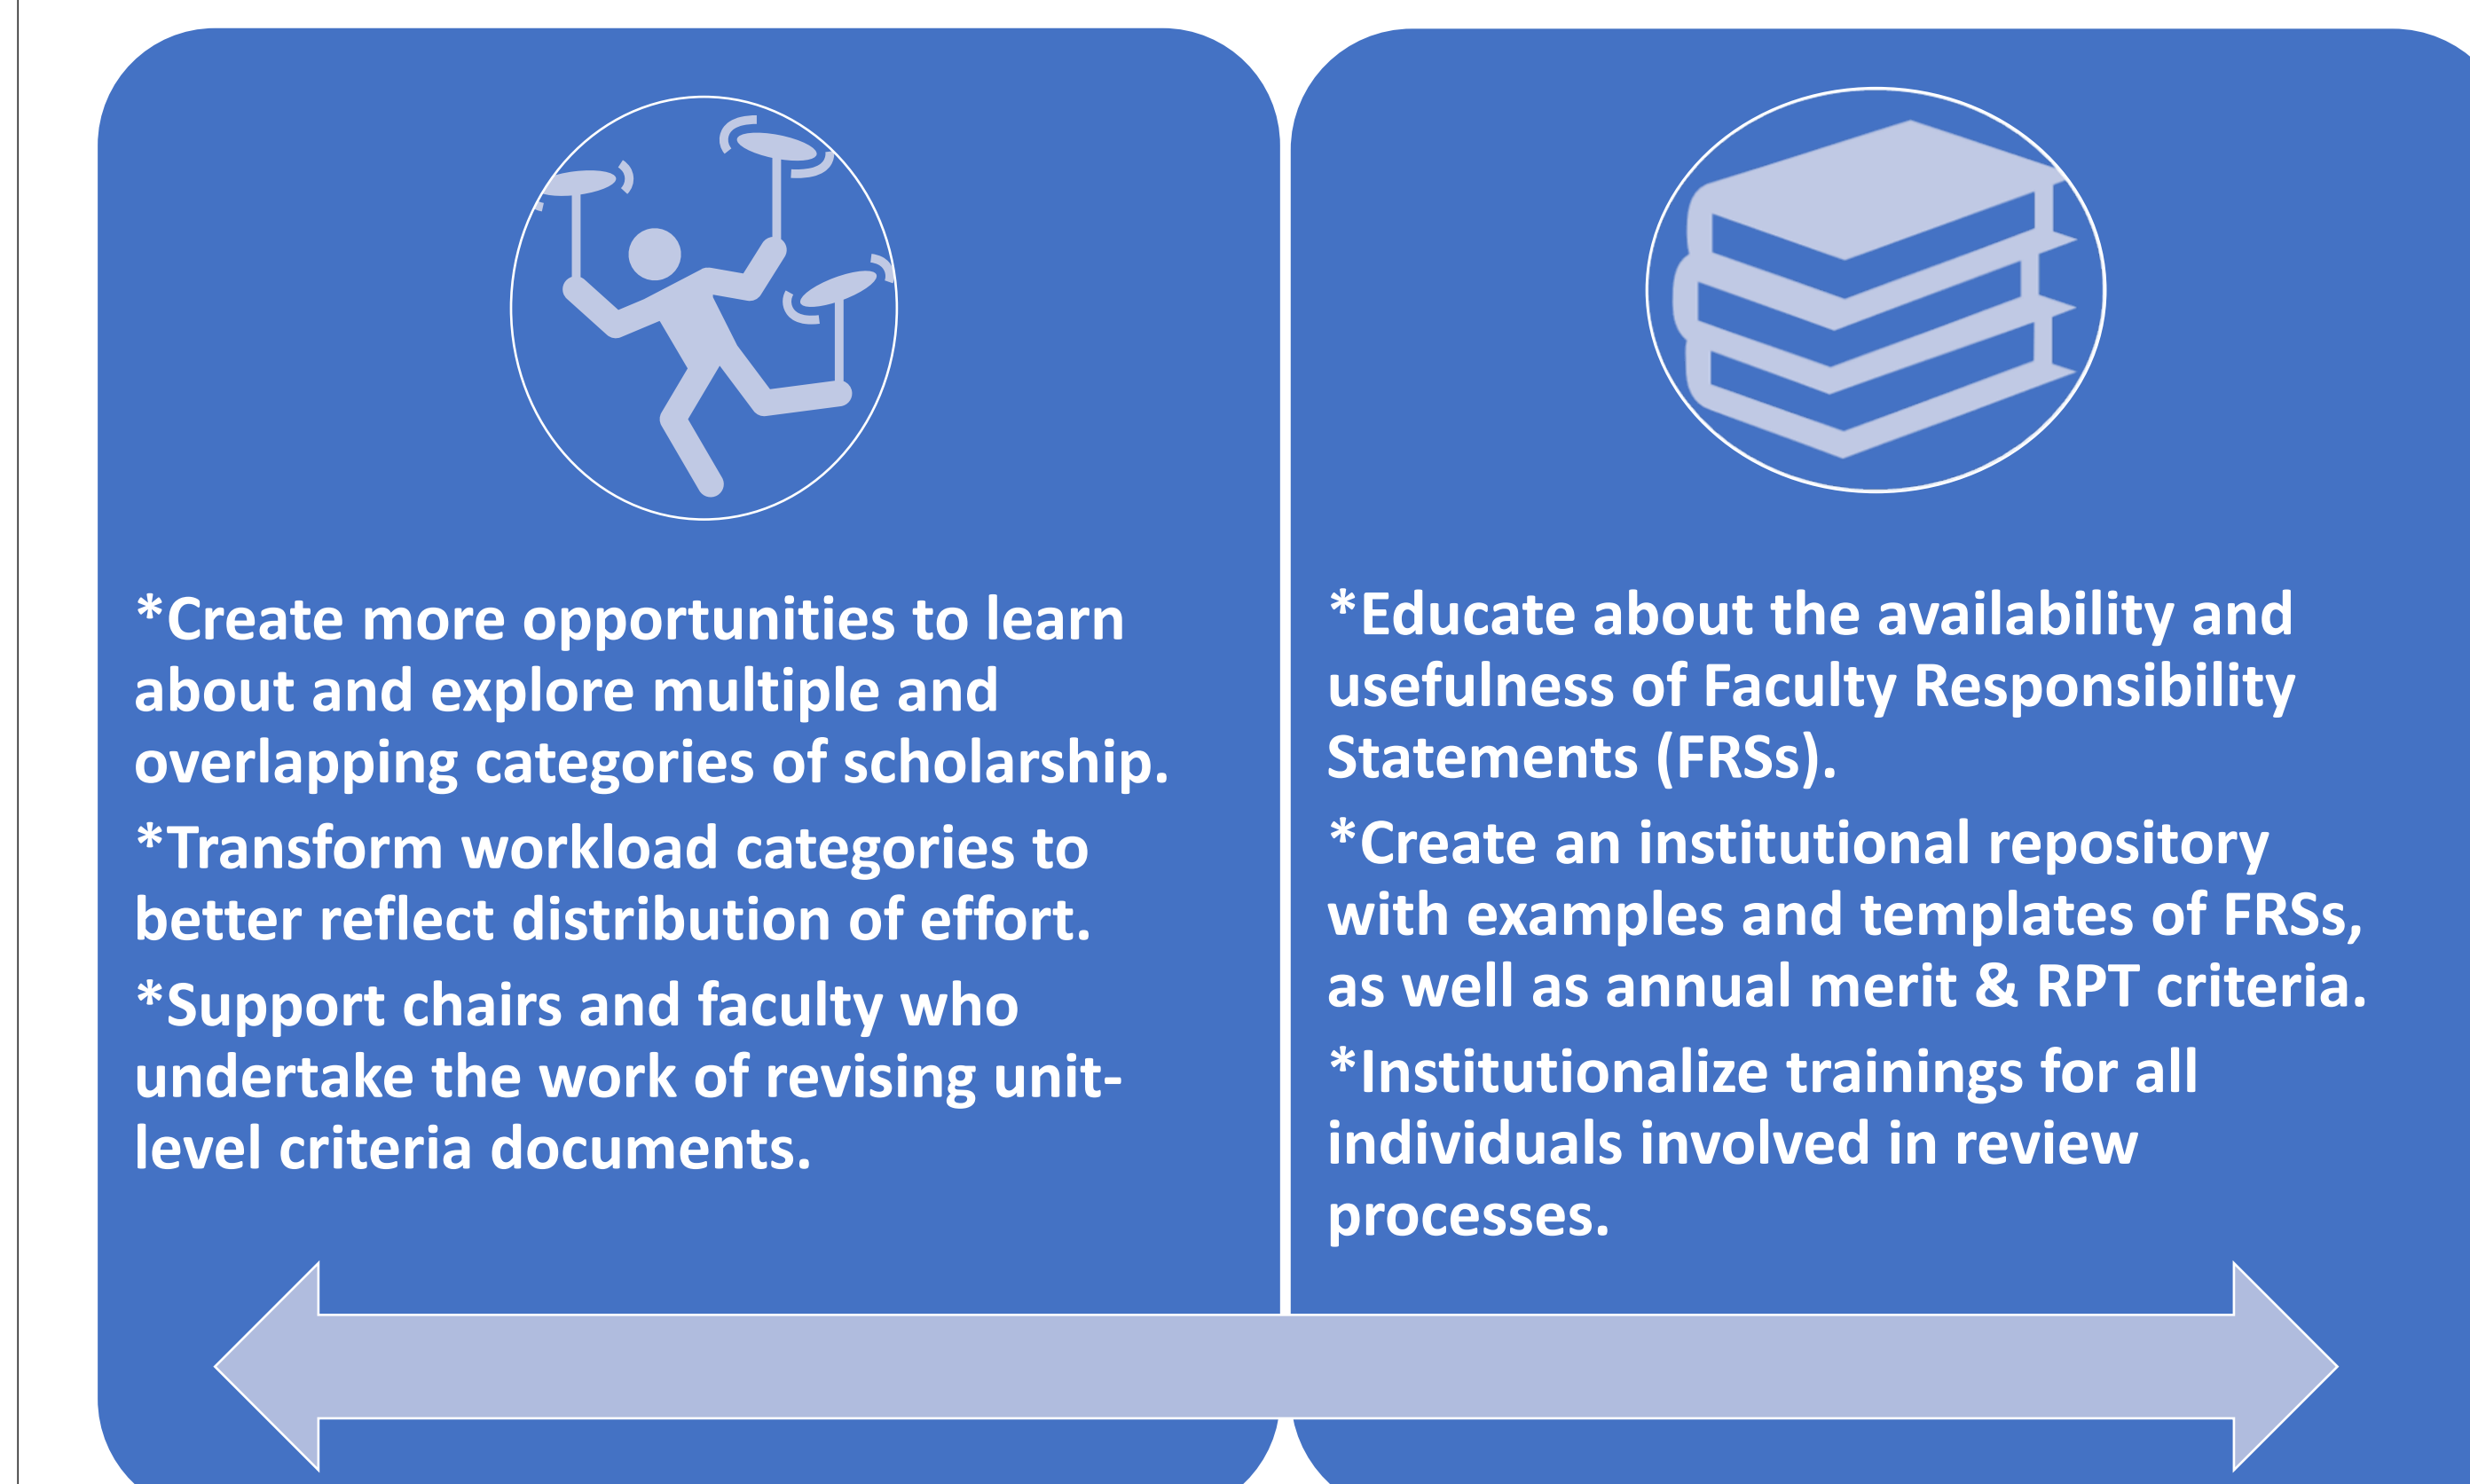 *Create more opportunities to learn
about and explore multiple and
overlapping categories of scholarship.
*Transform workload categories to
better reflect distribution of effort.
*Support chairs and faculty who
undertake the work of revising unit-
level criteria documents.
*Educate about the availability and
usefulness of Faculty Responsibility
Statements (FRSs).
*Create an institutional repository
with examples and templates of FRSs,
as well as annual merit & RPT criteria.
*Institutionalize trainings for all
individuals involved in review
processes.